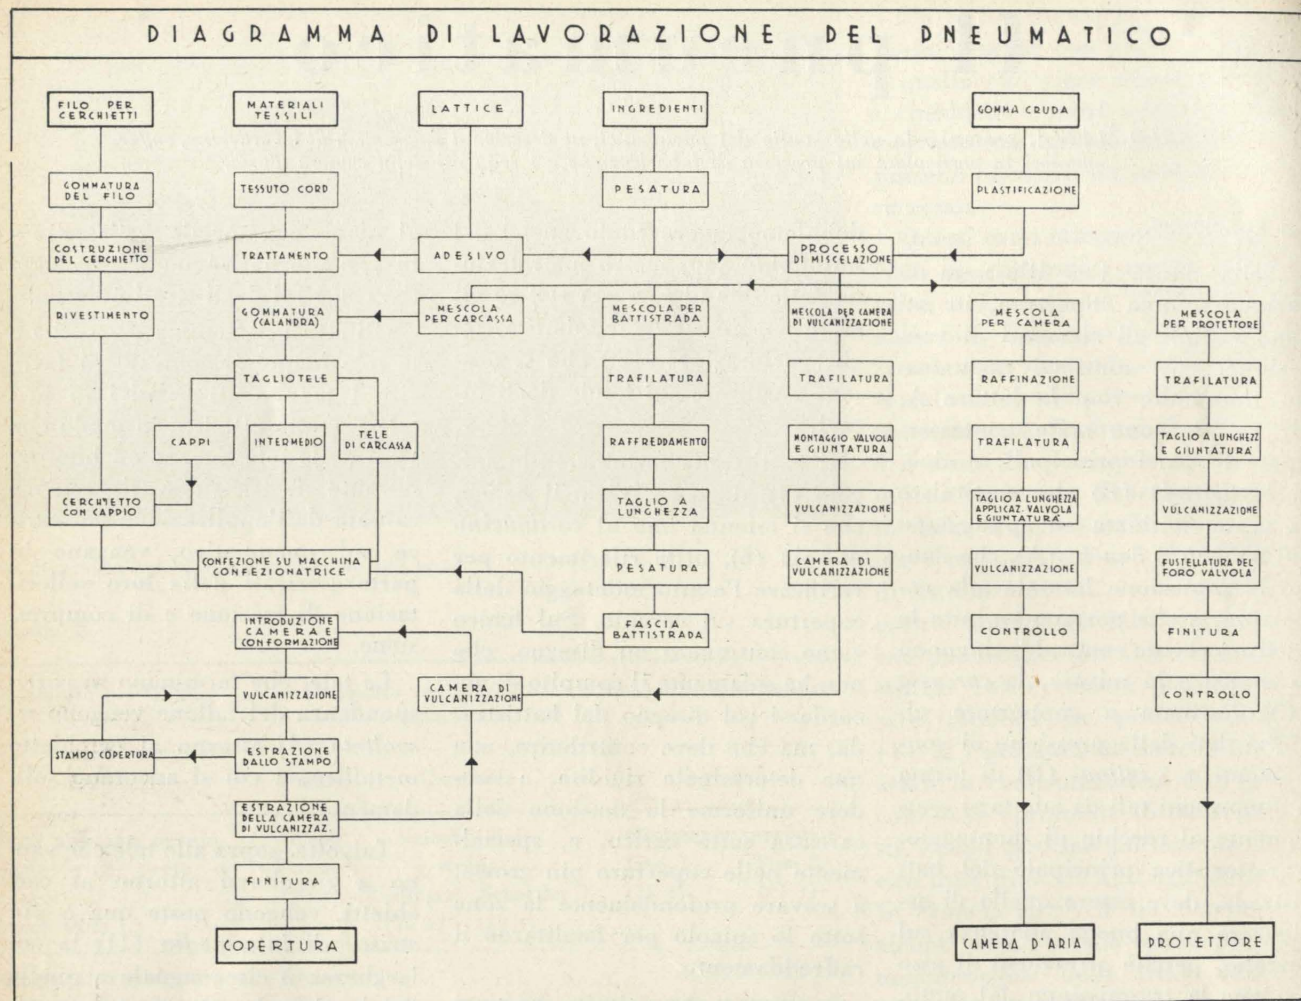 DIAGRAMMA DI LAVORAZIONE DEL PNEUMATICO
FILO PER
CERCHIETTI
MATERIALI
TESSILI
LATTICE
INGREDIENTI
GOMMA CRUDA
GOMMATURA
DEL FILO
TESSUTO CORD
PESATURA
PLASTIFICAZIONE
COSTRUZIONE
DEL CERCHIETTO
TRATTAMENTO
ADESIVO
PROCESSO
DI MISCELAZIONE
RIVESTIMENTO
GOMMATURA
(CALANDRA)
MESCOLA
PER CARCASSA
MESCOLA PER
BATTISTRADA
MESCOLA PER CAMERA
DI VULCANIZZAZIONE
MESCOLA
PER CAMERA
MESCOLA
PER PROTETTORE
TAGLIOTELE
TRAFILATURA
TRAFILATURA
RAFFINAZIONE
TRAFILATURA
CAPPI
INTERMEDIO
TELE
DI CARCASSA
RAFFREDDAMENTO
MONTAGGIO VALVOLA
E GIUNTATURA
TRAFILATURA
TAGLIO A LUNGHEZZ
E GIUNTATURA'
CERCHIETTO
CON CAPPIO
TAGLIO A
LUNGHEZZA
VULCANIZZAZIONE
TAGLIO A LUNGHEZZA
APPLICAZ. VALVOLA
E GIUNTATURA'
VULCANIZZAZIONE
CONFEZIONE SU MACCHINA
CONFEZIONATRICE
PESATURA
CAMERA DI
VULCANIZZAZIONE
VULCANIZZAZIONE
FUSTELLATURA DEL
FORO VALVOLA
INTRODUZIONE
CAMERA E
CONFORMAZIONE
FASCIA
BATTISTRADA
CONTROLLO
FINITURA
VULCANIZZAZIONE
CAMERA DI
VULCANIZZAZIONE
CONTROLLO
STAMPO COPERTURA
ESTRAZIONE
DALLO STAMPO
ESTRAZIONE
DELLA CAMERA
DI VULCANIZZAZ.
FINITURA
COPERTURA
CAMERA D'ARIA
PROTETTORE